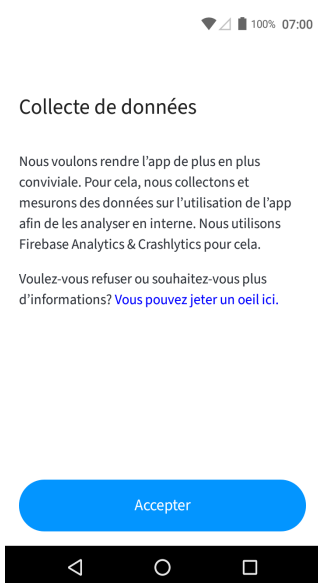 100% 07:00
Collecte de données
Nous voulons rendre l'app de plus en plus
conviviale. Pour cela, nous collectons et
mesurons des données sur l'utilisation de l'app
afin de les analyser en interne. Nous utilisons
Firebase Analytics & Crashlytics pour cela.
Voulez-vous refuser ou souhaitez-vous plus
d'informations? Vous pouvez jeter un oeil ici.
Accepter